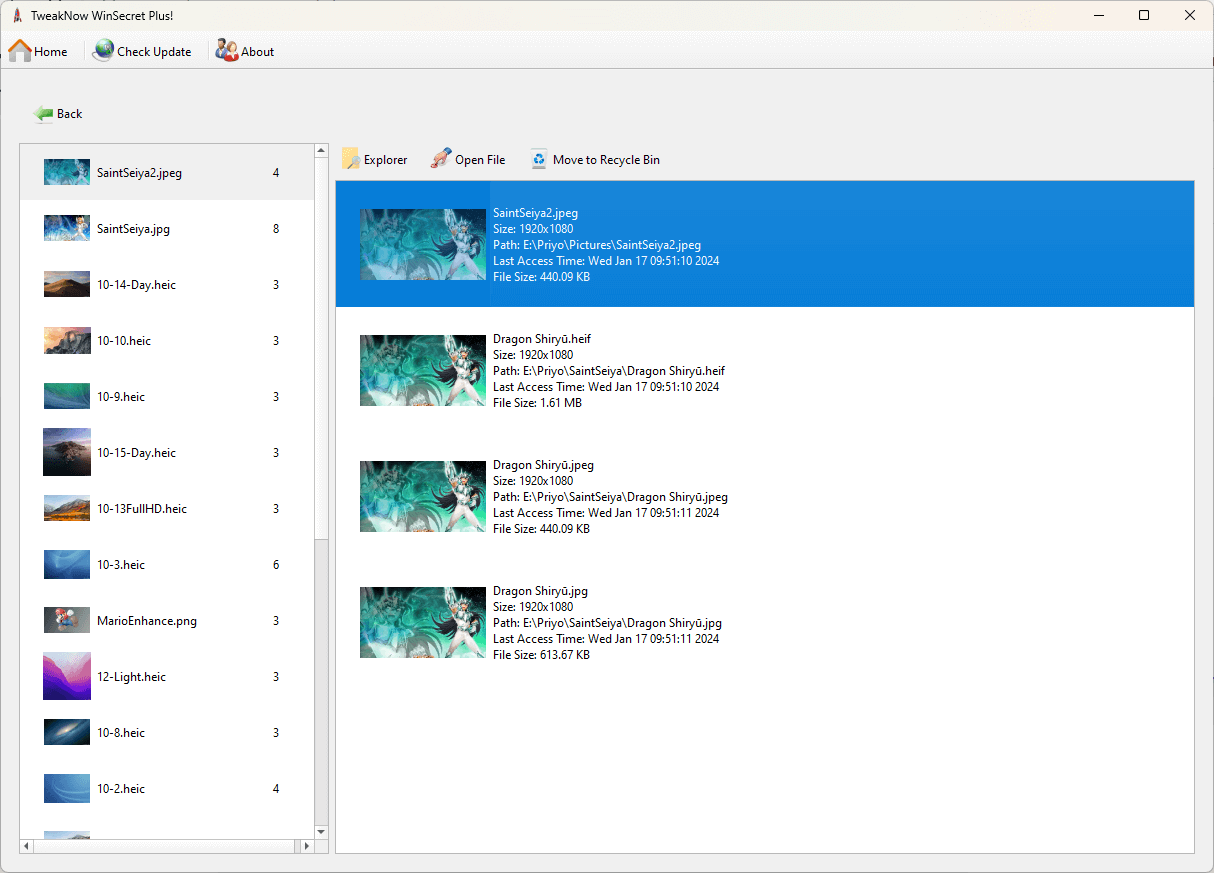 TweakNow WinSecret Plus!
Home
Check Update
About
Back
SaintSeiya2.jpeg 4
SaintSeiya.jpg 8
10-14-Day.heic 3
10-10.heic 3
10-9.heic 3
10-15-Day.heic 3
10-13FullHD.heic 3
10-3.heic 6
MarioEnhance.png 3
12-Light.heic 3
10-8.heic 3
10-2.heic 4
Explorer
Open File
Move to Recycle Bin
SaintSeiya2.jpeg
Size: 1920x1080
Path: E:\Priyo\Pictures\SaintSeiya2.jpeg
Last Access Time: Wed Jan 17 09:51:10 2024
File Size: 440.09 KB
Dragon Shiryū.heif
Size: 1920x1080
Path: E:\Priyo\SaintSeiya\Dragon Shiryū.heif
Last Access Time: Wed Jan 17 09:51:10 2024
File Size: 1.61 MB
Dragon Shiryū.jpeg
Size: 1920x1080
Path: E:\Priyo\SaintSeiya\Dragon Shiryū.jpeg
Last Access Time: Wed Jan 17 09:51:11 2024
File Size: 440.09 KB
Dragon Shiryū.jpg
Size: 1920x1080
Path: E:\Priyo\SaintSeiya\Dragon Shiryū.jpg
Last Access Time: Wed Jan 17 09:51:11 2024
File Size: 613.67 KB